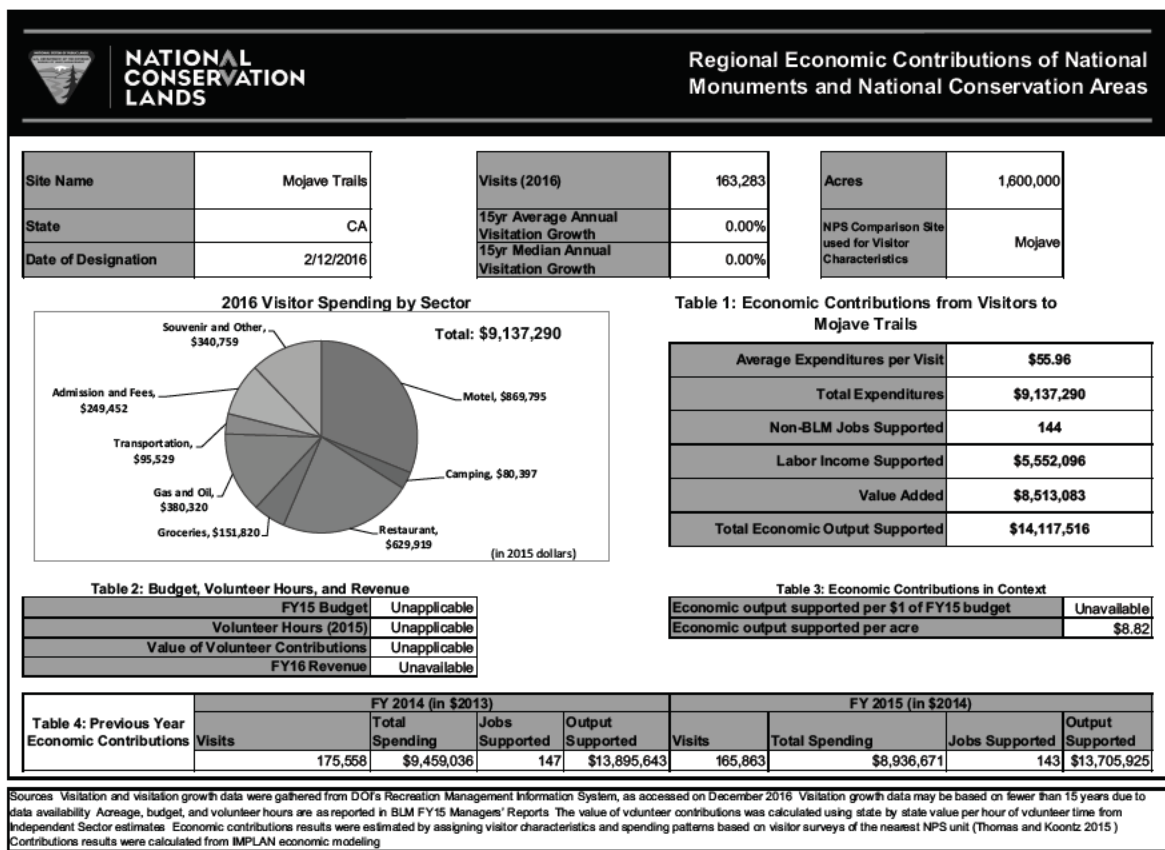 NATIONAL
CONSERVATION
LANDS
Regional Economic Contributions of National
Monuments and National Conservation Areas
Site Name Mojave Trails
State CA
Date of Designation 2/12/2016
Visits (2016) 163,283
15yr Average Annual
Visitation Growth 0.00%
15yr Median Annual
Visitation Growth 0.00%
Acres 1,600,000
NPS Comparison Site
used for Visitor
Characteristics
Mojave
2016 Visitor Spending by Sector
Total: $9,137,290
Souvenir and Other,
$340,759
Admission and Fees,
$249,452
Transportation,
$95,529
Gas and Oil,
$380,320
Groceries, $151,820
Motel, $869,795
Camping, $80,397
Restaurant,
$629,919
(in 2015 dollars)
Table 1: Economic Contributions from Visitors to
Mojave Trails
Average Expenditures per Visit $55.96
Total Expenditures $9,137,290
Non-BLM Jobs Supported 144
Labor Income Supported $5,552,096
Value Added $8,513,083
Total Economic Output Supported $14,117,516
Table 2: Budget, Volunteer Hours, and Revenue
FY15 Budget Unapplicable
Volunteer Hours (2015) Unapplicable
Value of Volunteer Contributions Unapplicable
FY16 Revenue Unavailable
Table 3: Economic Contributions in Context
Economic output supported per $1 of FY15 budget Unavailable
Economic output supported per acre $8.82
Table 4: Previous Year
Economic Contributions
FY 2014 (in $2013) FY 2015 (in $2014)
Visits Total Spending Jobs Supported Output Supported Visits Total Spending Jobs Supported Output Supported
175,558 $9,459,036 147 $13,895,643 165,863 $8,936,671 143 $13,705,925
Sources Visitation and visitation growth data were gathered from DOI's Recreation Management Information System, as accessed on December 2016 Visitation growth data may be based on fewer than 15 years due to
data availability Acreage, budget, and volunteer hours are as reported in BLM FY15 Managers' Reports The value of volunteer contributions was calculated using state by state value per hour of volunteer time from
Independent Sector estimates Economic contributions results were estimated by assigning visitor characteristics and spending patterns based on visitor surveys of the nearest NPS unit (Thomas and Koontz 2015 )
Contributions results were calculated from IMPLAN economic modeling